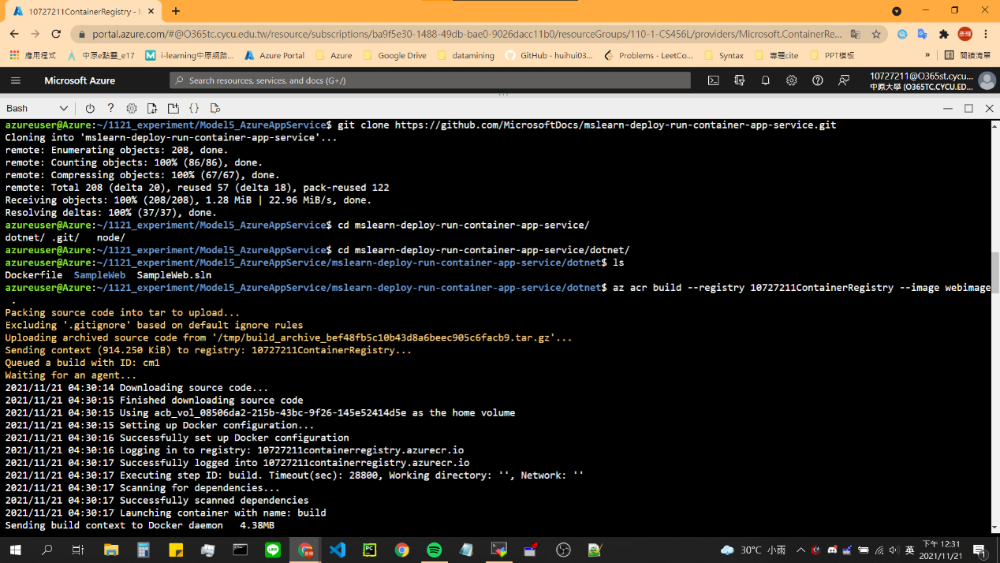 10727211ContainerRegistry - N
portal.azure.com/#@O365tc.cycu.edu.tw/resource/subscriptions/ba9f5e30-1488-49db-bae0-9026dacc11b0/resourceGroups/110-1-CS456L/providers/Microsoft.ContainerRe...
應用程式 中原e點靈_e17 i-learning中原網路... Azure Portal Azure Google Drive datamining GitHub - huihui03... Problems - LeetCo... Syntax 專題cite PPT模板 » 閱讀清單
Microsoft Azure Search resources, services, and docs (G+/) 10727211@O365st.cycu...
中原大學 (O365TC.CYCU.ED...
Bash
azureuser@Azure:~/1121_experiment/Model5_AzureAppService$ git clone https://github.com/MicrosoftDocs/mslearn-deploy-run-container-app-service.git
Cloning into 'mslearn-deploy-run-container-app-service'...
remote: Enumerating objects: 208, done.
remote: Counting objects: 100% (86/86), done.
remote: Compressing objects: 100% (67/67), done.
remote: Total 208 (delta 20), reused 57 (delta 18), pack-reused 122
Receiving objects: 100% (208/208), 1.28 MiB | 22.96 MiB/s, done.
Resolving deltas: 100% (37/37), done.
azureuser@Azure:~/1121_experiment/Model5_AzureAppService$ cd mslearn-deploy-run-container-app-service/
dotnet/ .git/   node/
azureuser@Azure:~/1121_experiment/Model5_AzureAppService$ cd mslearn-deploy-run-container-app-service/dotnet/
azureuser@Azure:~/1121_experiment/Model5_AzureAppService/mslearn-deploy-run-container-app-service/dotnet$ ls
Dockerfile  SampleWeb  SampleWeb.sln
azureuser@Azure:~/1121_experiment/Model5_AzureAppService/mslearn-deploy-run-container-app-service/dotnet$ az acr build --registry 10727211ContainerRegistry --image webimage
 .
Packing source code into tar to upload...
Excluding '.gitignore' based on default ignore rules
Uploading archived source code from '/tmp/build_archive_bef48fb5c10b43d8a6beec905c6facb9.tar.gz'...
Sending context (914.250 KiB) to registry: 10727211ContainerRegistry...
Queued a build with ID: cm1
Waiting for an agent...
2021/11/21 04:30:14 Downloading source code...
2021/11/21 04:30:15 Finished downloading source code
2021/11/21 04:30:15 Using acb_vol_08506da2-215b-43bc-9f26-145e52414d5e as the home volume
2021/11/21 04:30:15 Setting up Docker configuration...
2021/11/21 04:30:16 Successfully set up Docker configuration
2021/11/21 04:30:16 Logging in to registry: 10727211containerregistry.azurecr.io
2021/11/21 04:30:17 Successfully logged into 10727211containerregistry.azurecr.io
2021/11/21 04:30:17 Executing step ID: build. Timeout(sec): 28800, Working directory: '', Network: ''
2021/11/21 04:30:17 Scanning for dependencies...
2021/11/21 04:30:17 Successfully scanned dependencies
2021/11/21 04:30:17 Launching container with name: build
Sending build context to Docker daemon   4.38MB
30°C 小雨 英 下午 12:31
2021/11/21